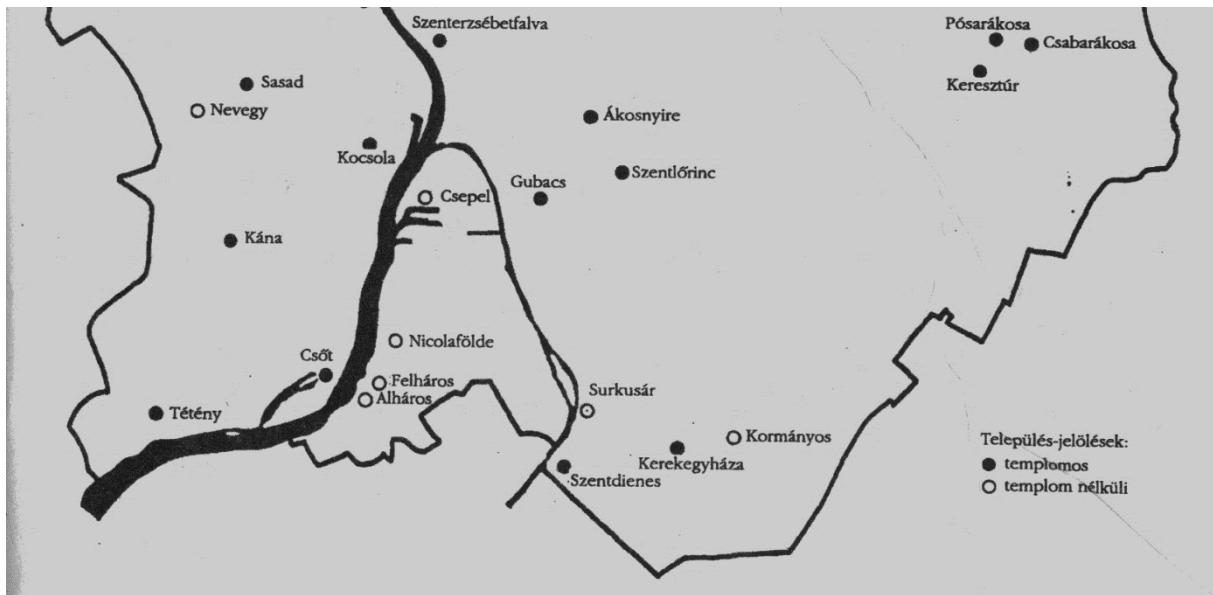 Szenterzsébetfalva
Pósarákosa
Csabarákosa
Sasad
Keresztúr
Nevegy
Ákosnyire
Kocsola
Szentlőrinc
Gubacs
Csepel
Kána
Nicolafölde
Csőt
Felháros
Alháros
Surkusár
Tétény
Kormányos
Település-jelölések:
Kerekegyháza
templomos
Szentdienes
templom nélküli